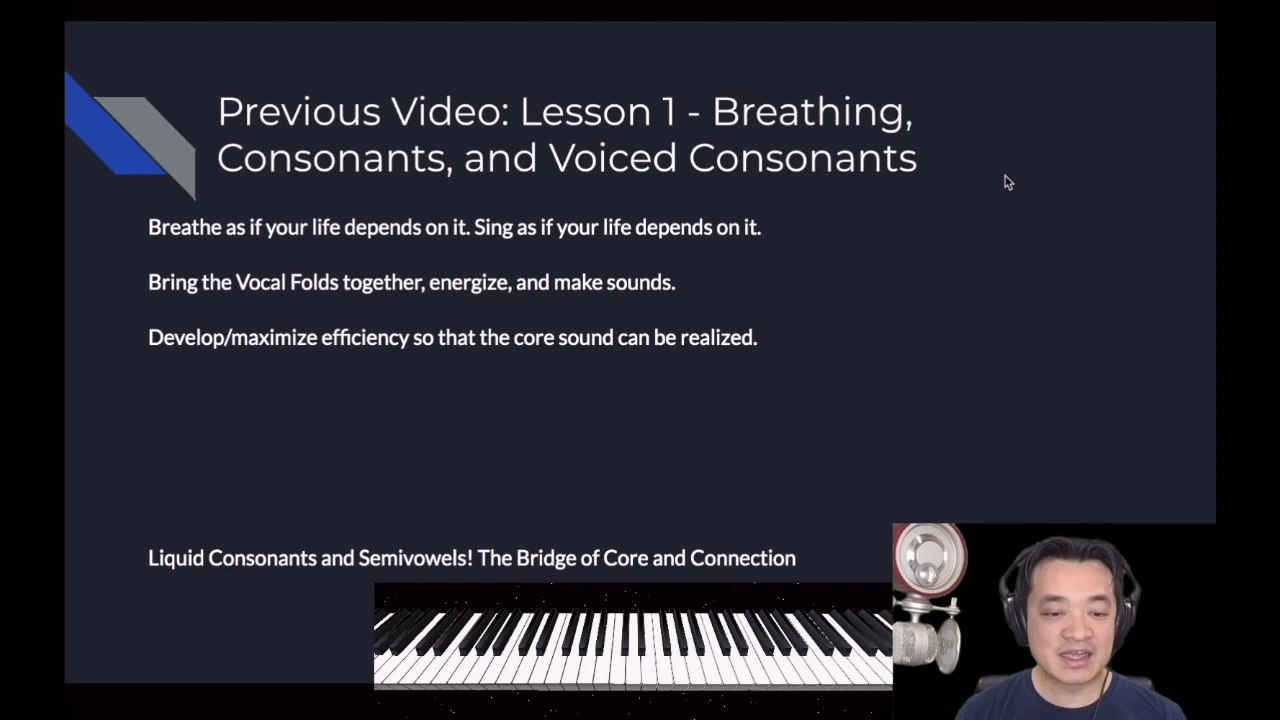 Previous Video: Lesson 1 - Breathing,
Consonants, and Voiced Consonants
Breathe as if your life depends on it. Sing as if your life depends on it.
Bring the Vocal Folds together, energize, and make sounds.
Develop/maximize efficiency so that the core sound can be realized.
Liquid Consonants and Semivowels! The Bridge of Core and Connection